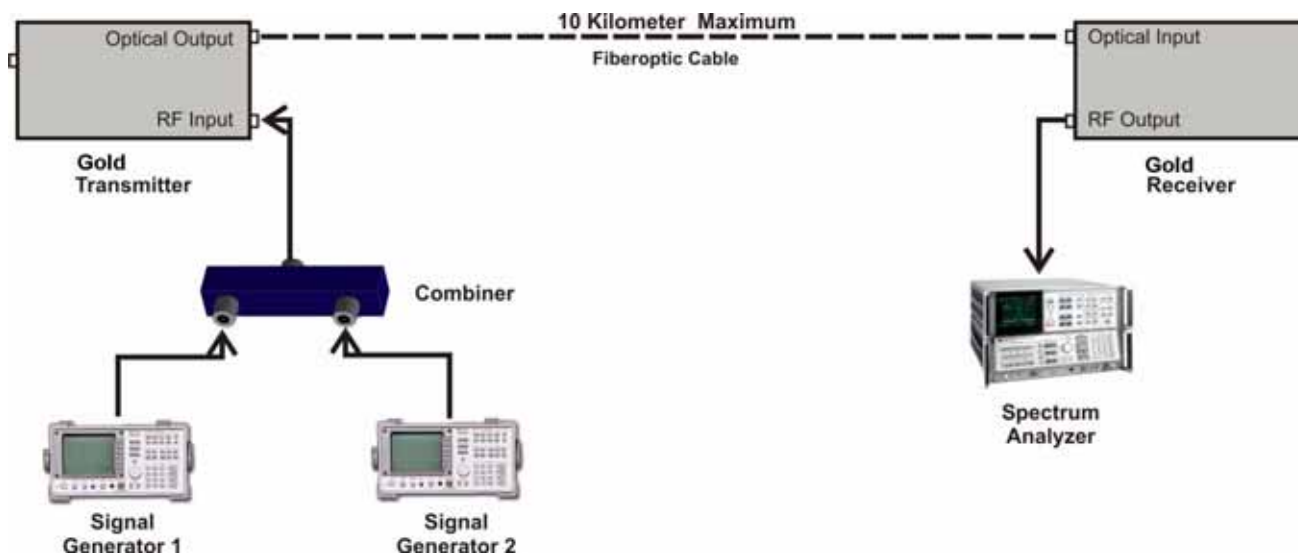 10 Kilometer Maximum
Optical Output
Optical Input
Fiberoptic Cable
RF Input
RF Output
Gold
Transmitter
Gold
Receiver
Combiner
Spectrum
Analyzer
Signal
Generator 1
Signal
Generator 2